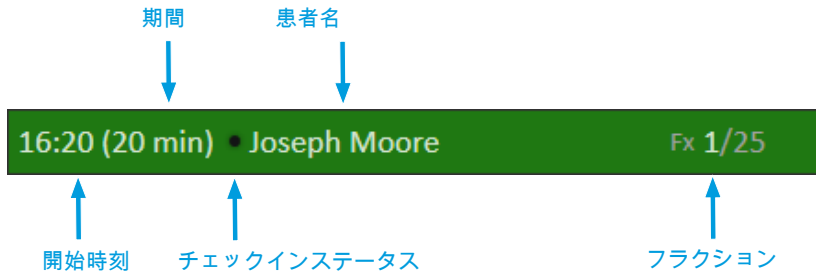 期間 患者名
16:20 (20 min) • Joseph Moore Fx 1/25
開始時刻 チェックインステータス フラクション